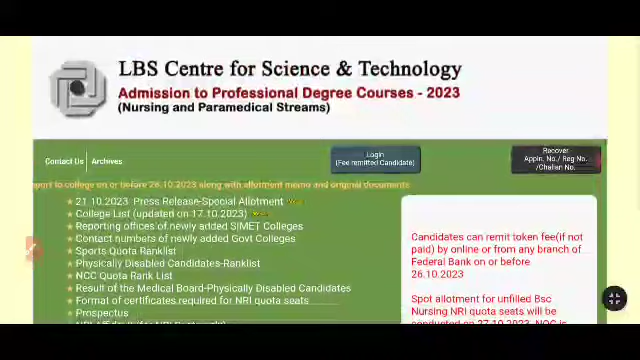 LBS Centre for Science & Technology
Admission to Professional Degree Courses - 2023
(Nursing and Paramedical Streams)
Contact Us
Archives
Login
(Fee remitted Candidate)
Recover
Appln No./ Reg No.
/Challan No.
to college on or before 26.10.2023 along with allotment memo and original documents
21.10.2023 Press Release-Special Allotment
College List (updated on 17.10.2023)
Reporting offices of newly added SIMET Colleges
Contact numbers of newly added Govt Colleges
Sports Quota Ranklist
Physically Disabled Candidates-Ranklist
NCC Quota Rank List
Result of the Medical Board-Physically Disabled Candidates
Format of certificates required for NRI quota seats
Prospectus
Candidates can remit token fee(if not
paid) by online or from any branch of
Federal Bank on or before
26.10.2023
Spot allotment for unfilled Bsc
Nursing NRI quota seats will be
conducted on 27.10.2023. NOC is